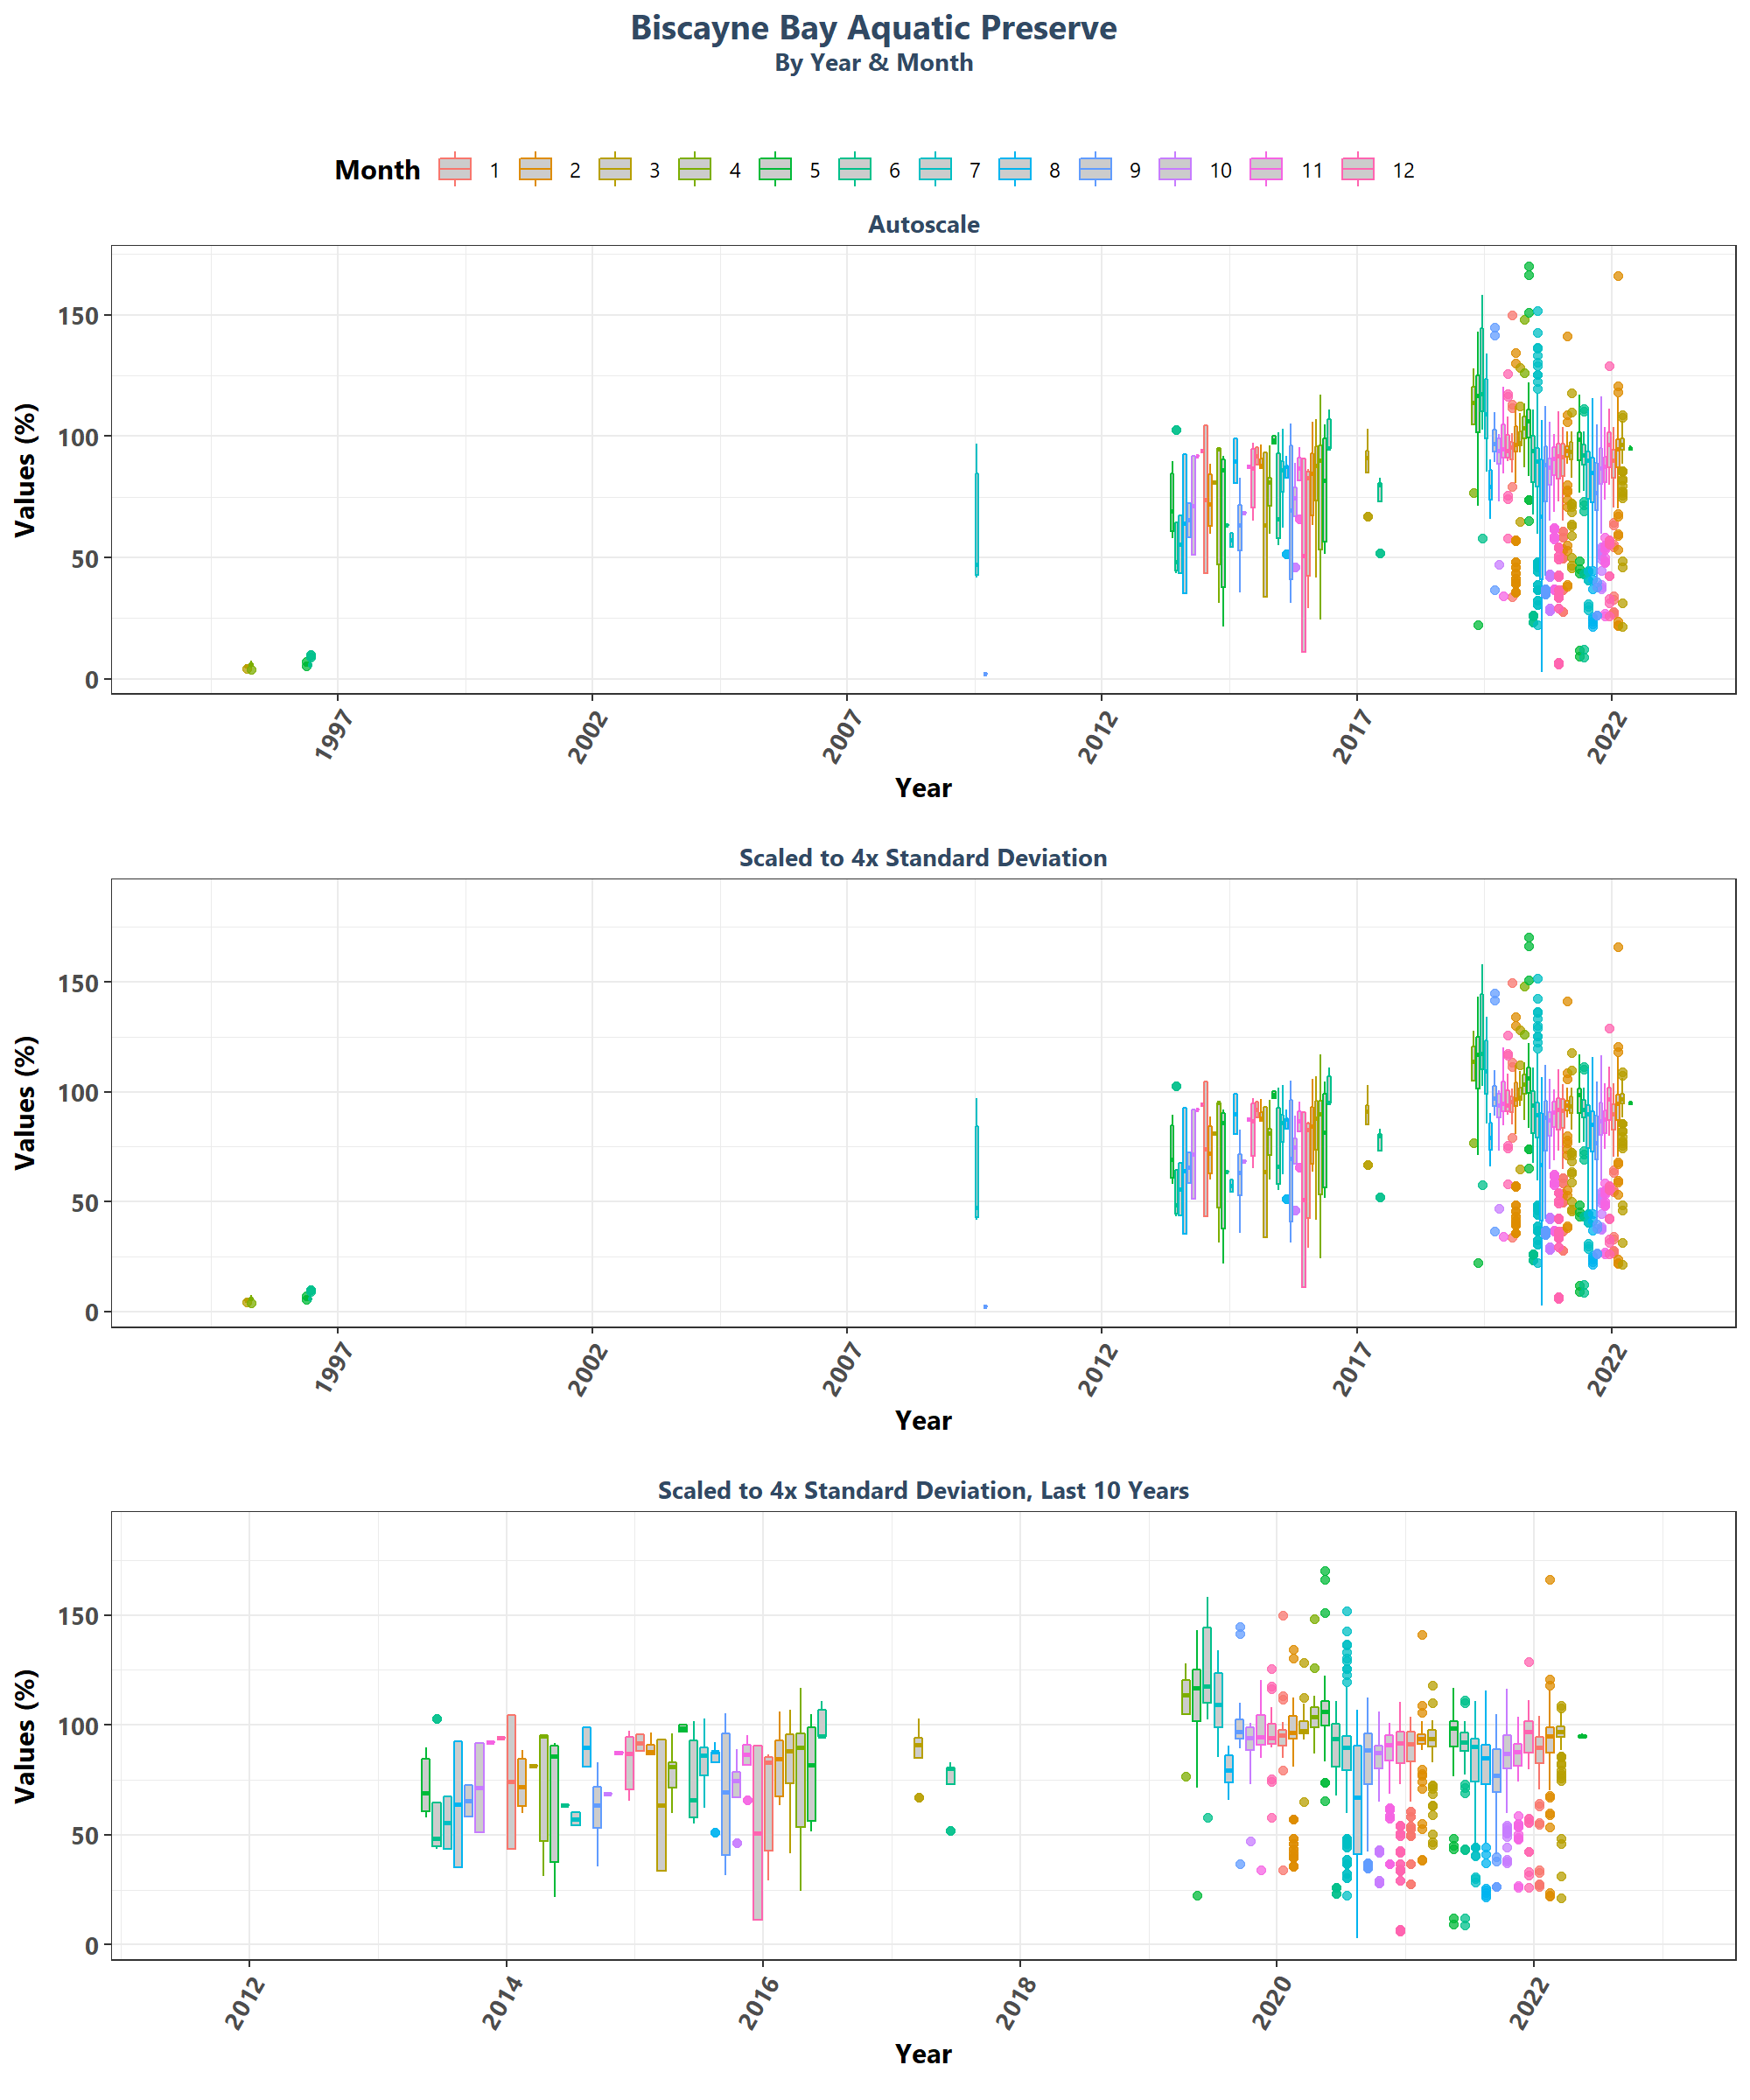 Biscayne Bay Aquatic Preserve
By Year & Month
Month 1 2 3 4 5 6 7 8 9 10 11 12
Autoscale
Values (%)
150
100
50
0
1997 2002 2007 2012 2017 2022
Year
Scaled to 4x Standard Deviation
Values (%)
150
100
50
0
1997 2002 2007 2012 2017 2022
Year
Scaled to 4x Standard Deviation, Last 10 Years
Values (%)
150
100
50
0
2012 2014 2016 2018 2020 2022
Year